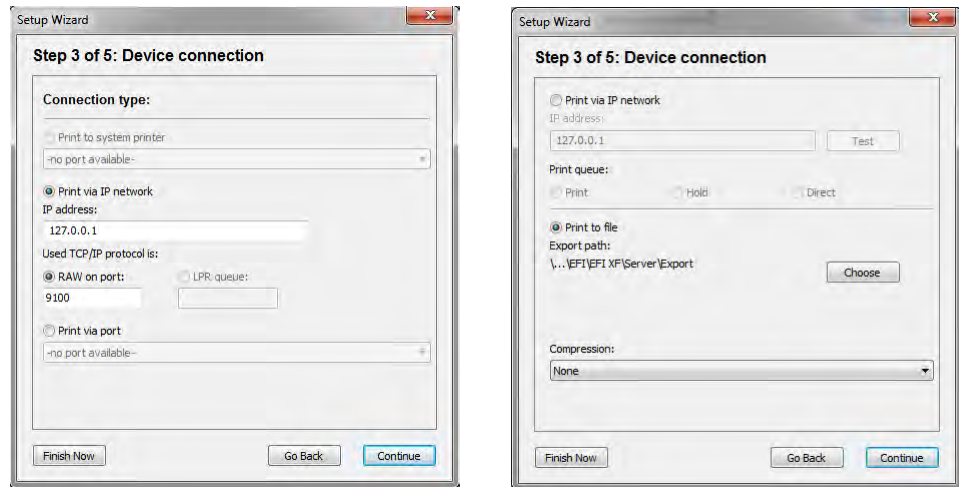 Setup Wizard
Step 3 of 5: Device connection
Connection type:
Print to system printer
-no port available-
Print via IP network
IP address:
127.0.0.1
Used TCP/IP protocol is:
RAW on port:
LPR queue:
9100
Print via port
-no port available-
Finish Now
Go Back
Continue
Setup Wizard
Step 3 of 5: Device connection
Print via IP network
IP address:
127.0.0.1
Test
Print queue:
Print
Hold
Direct
Print to file
Export path:
\...\EFI\EFI XF\Server\Export
Choose
Compression:
None
Finish Now
Go Back
Continue